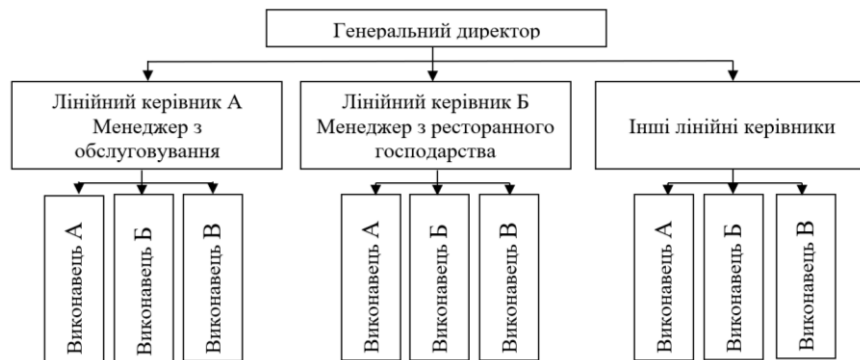 Генеральний директор
Лінійний керівник А
Менеджер з
обслуговування
Лінійний керівник Б
Менеджер з ресторанного
господарства
Інші лінійні керівники
Виконавець А
Виконавець Б
Виконавець В
Виконавець А
Виконавець Б
Виконавець В
Виконавець А
Виконавець Б
Виконавець В